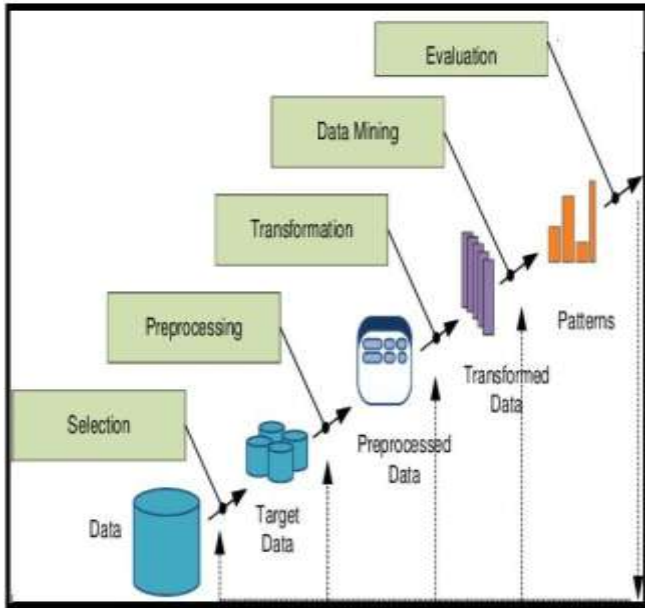 Evaluation
Data Mining
Transformation
Preprocessing
Selection
Patterns
Transformed
Data
Preprocessed
Data
Target
Data
Data